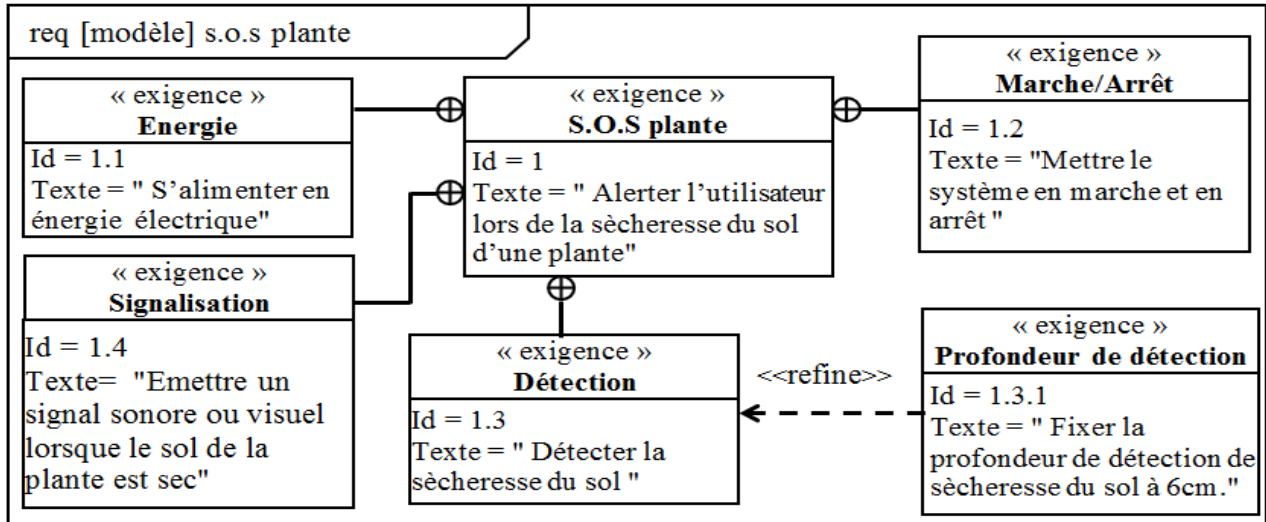 req [modèle] s.o.s plante
« exigence »
Energie
Id = 1.1
Texte = " S’alimenter en
énergie électrique"
« exigence »
S.O.S plante
Id = 1
Texte = " Alerter l’utilisateur
lors de la sècheresse du sol
d’une plante"
« exigence »
Marche/Arrêt
Id = 1.2
Texte = "Mettre le
système en marche et en
arrêt "
« exigence »
Signalisation
Id = 1.4
Texte= "Emettre un
signal sonore ou visuel
lorsque le sol de la
plante est sec"
« exigence »
Détection
Id = 1.3
Texte = " Détecter la
sècheresse du sol "
<<refine>>
« exigence »
Profondeur de détection
Id = 1.3.1
Texte = " Fixer la
profondeur de détection de
sècheresse du sol à 6cm."